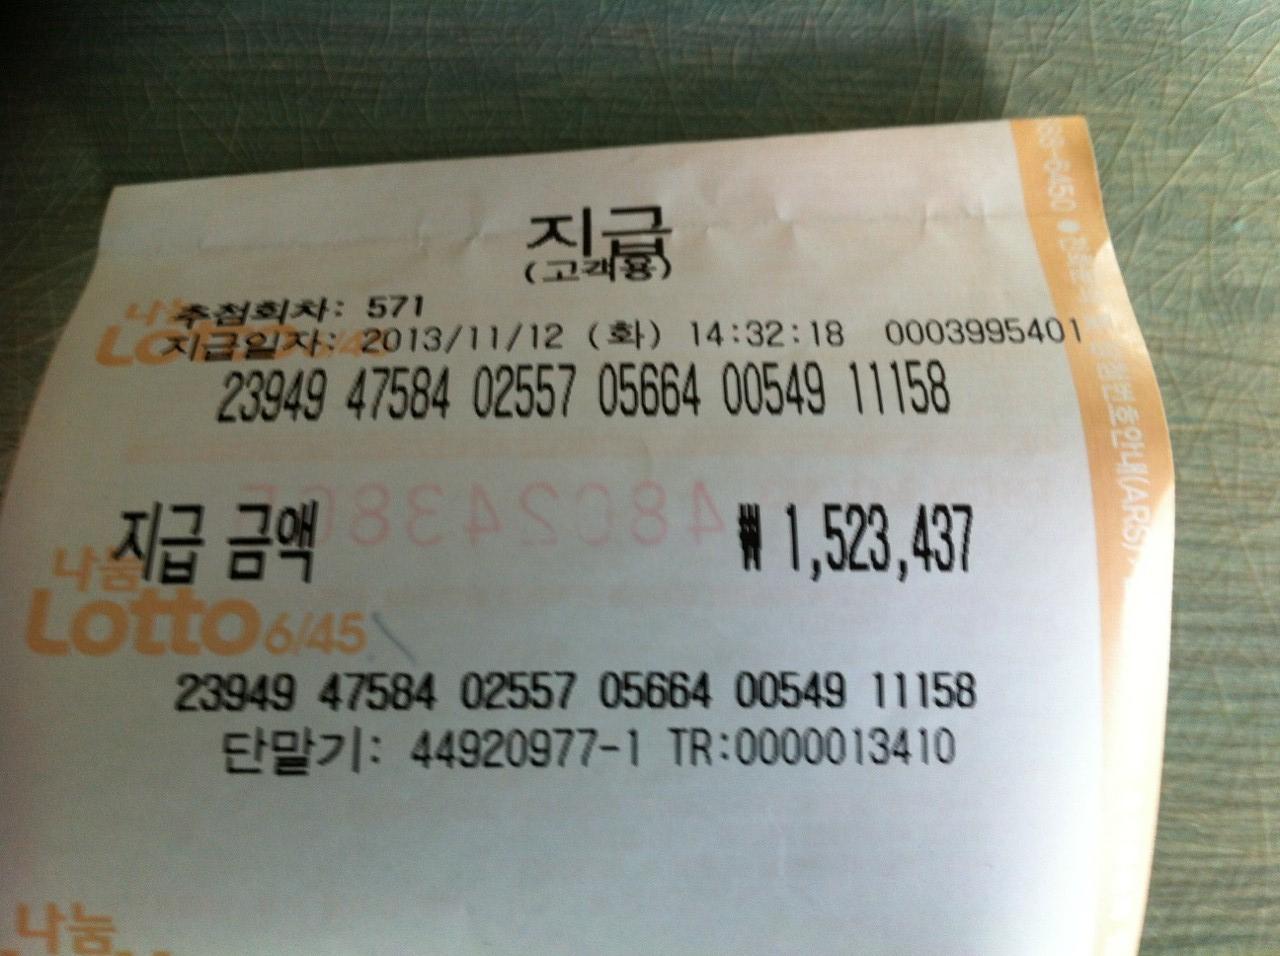 지급
(고객용)
추첨회차: 571
지급일자: 2013/11/12 (화) 14:32:18 0003995401
23949 47584 02557 05664 00549 11158
지급 금액 ₩ 1,523,437
나눔
Lotto 6/45
23949 47584 02557 05664 00549 11158
단말기: 44920977-1 TR:0000013410
나눔